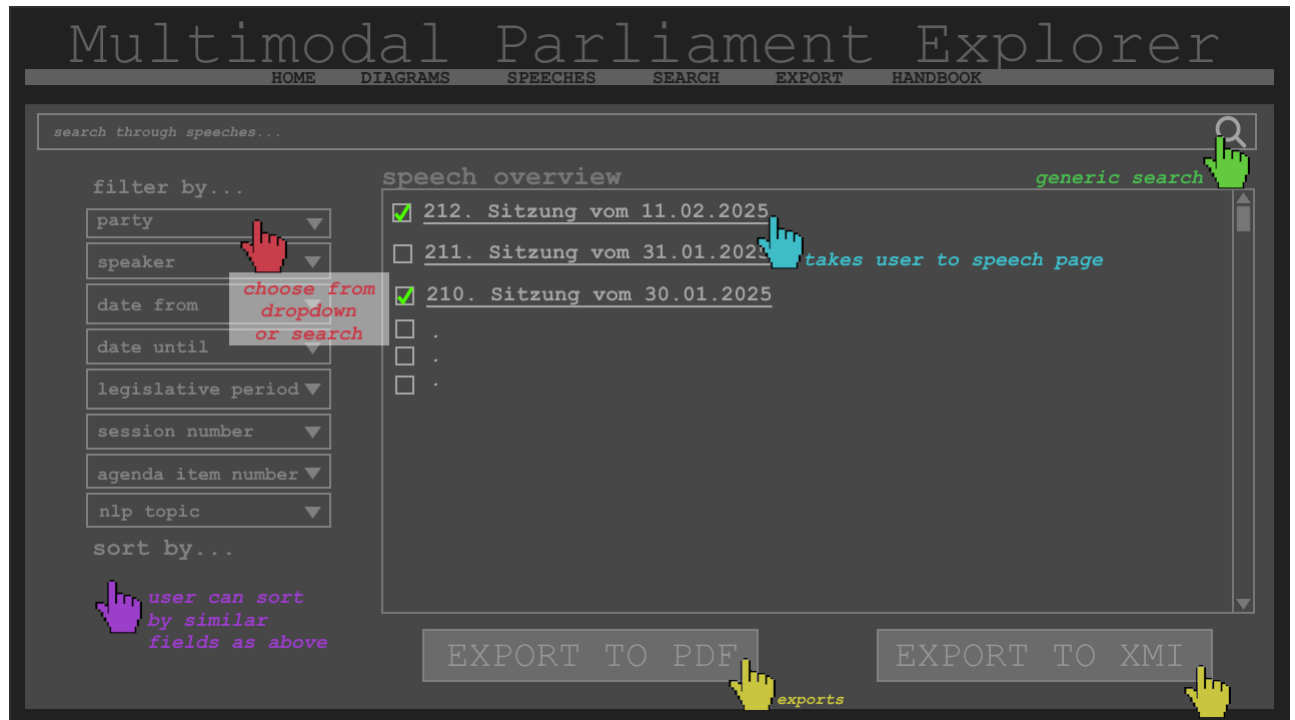 Multimodal Parliament Explorer
HOME DIAGRAMS SPEECHES SEARCH EXPORT HANDBOOK
search through speeches...
generic search
filter by...
party
speaker
choose from
dropdown
or search
date from
date until
legislative period
session number
agenda item number
nlp topic
sort by...
user can sort
by similar
fields as above
speech overview
212. Sitzung vom 11.02.2025
takes user to speech page
211. Sitzung vom 31.01.2025
210. Sitzung vom 30.01.2025
.
.
.
EXPORT TO PDF
exports
EXPORT TO XMI